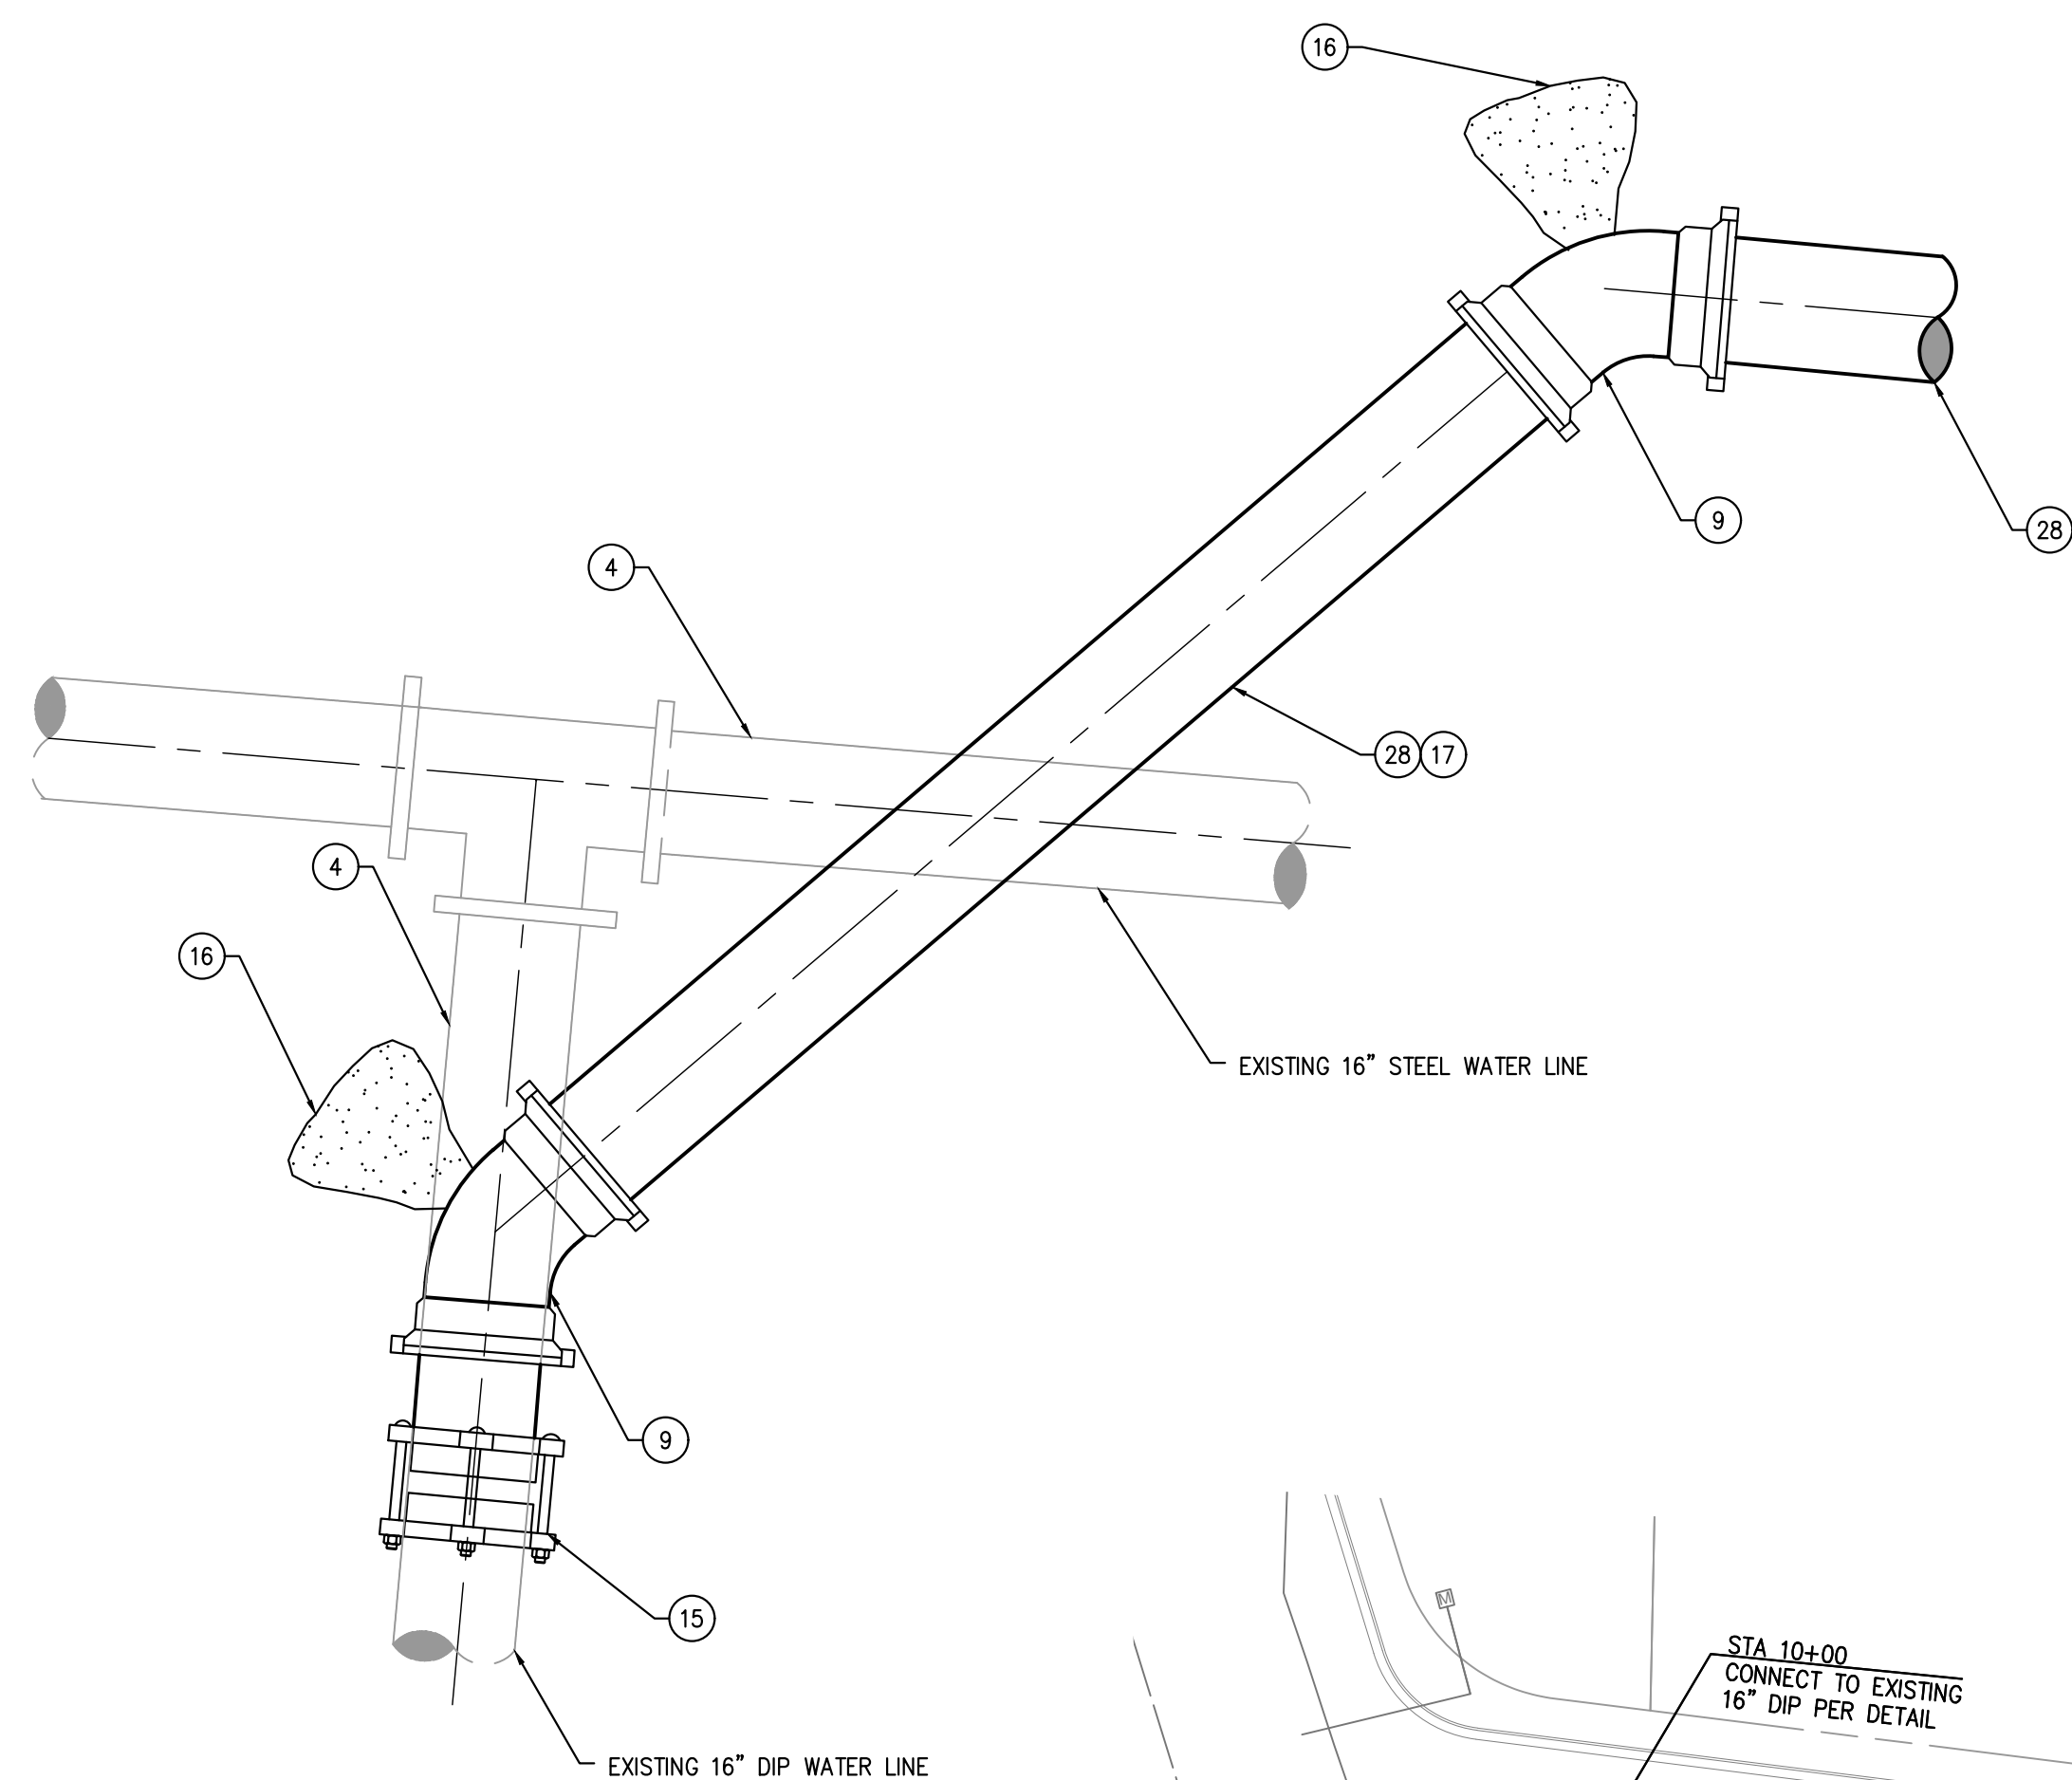 16
9
28
4
28 17
4
16
EXISTING 16" STEEL WATER LINE
9
15
M
STA 10+00
CONNECT TO EXISTING
16" DIP PER DETAIL
EXISTING 16" DIP WATER LINE